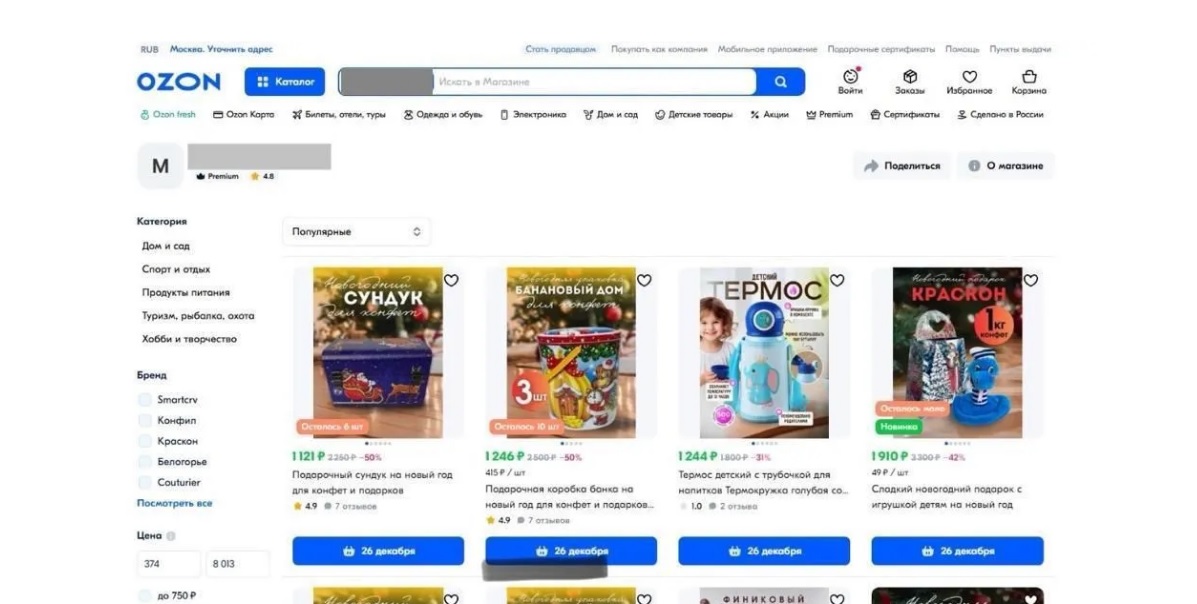 RUB Москва. Уточнить адрес
Стать продавцом Покупать как компания Мобильное приложение Подарочные сертификаты Помощь Пункты выдачи
OZON
Каталог
Искать в Магазине
Войти Заказы Избранное Корзина
Ozon fresh Ozon Карта Билеты, отели, туры Одежда и обувь Электроника Дом и сад Детские товары Акции Premium Сертификаты Сделано в России
M
Premium 4.8
Поделиться О магазине
Категория
Дом и сад
Спорт и отдых
Продукты питания
Туризм, рыбалка, охота
Хобби и творчество
Бренд
Smartcrv
Конфил
Краскон
Белогорье
Couturier
Посмотреть все
Цена
374 8 013
до 750 ₽
Популярные
Новогодний
СУНДУК
для конфет
Осталось 6 шт
1 121 ₽ 2 250 ₽ -50%
Подарочный сундук на новый год
для конфет и подарков
4.9 7 отзывов
26 декабря
Новогодняя упаковка
БАНАНОВЫЙ ДОМ
для конфет
3 шт
Осталось 10 шт
1 246 ₽ 2 500 ₽ -50%
415 ₽ / шт
Подарочная коробка банка на
новый год для конфет и подарков...
4.9 7 отзывов
26 декабря
ДЕТСКИЙ
ТЕРМОС
1 244 ₽ 1 800 ₽ -31%
Термос детский с трубочкой для
напитков Термокружка голубая со...
1.0 2 отзыва
26 декабря
Новогодний подарок
КРАСКОН
1 кг
конфет
Осталось мало
Новинка
1 910 ₽ 3 300 ₽ -42%
49 ₽ / шт
Сладкий новогодний подарок с
игрушкой детям на новый год
26 декабря
Новогодний
Новогодняя упаковка
ФИНИКОВЫЙ